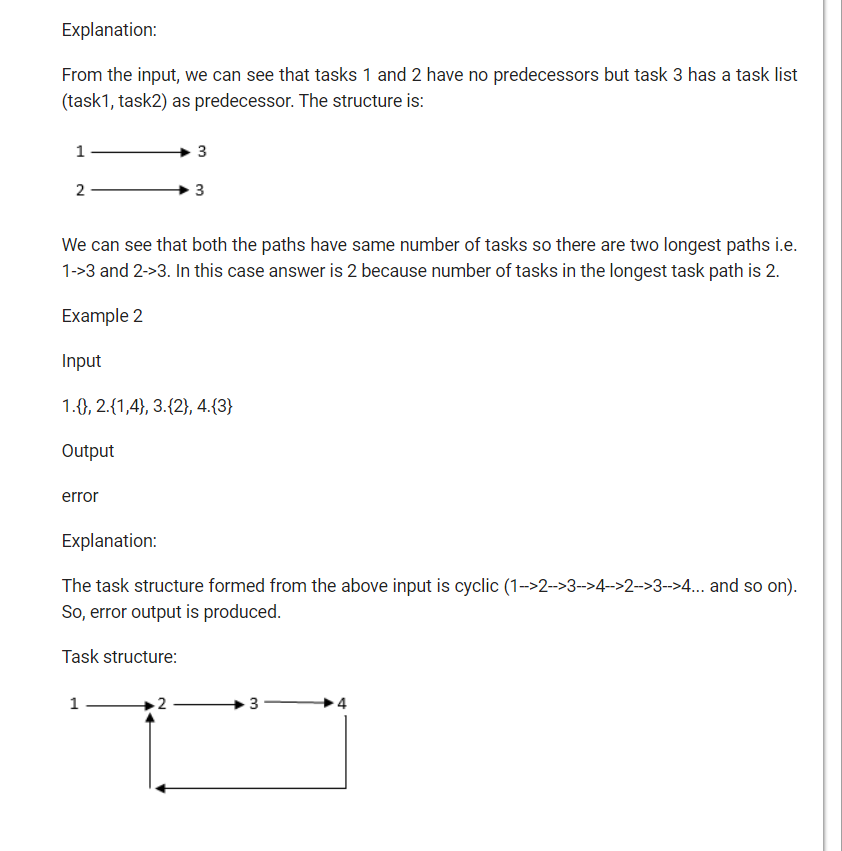 Explanation:
From the input, we can see that tasks 1 and 2 have no predecessors but task 3 has a task list
(task1, task2) as predecessor. The structure is:
1 3
2 3
We can see that both the paths have same number of tasks so there are two longest paths i.e.
1->3 and 2->3. In this case answer is 2 because number of tasks in the longest task path is 2.
Example 2
Input
1.{}, 2.{1,4}, 3.{2}, 4.{3}
Output
error
Explanation:
The task structure formed from the above input is cyclic (1-->2-->3-->4-->2-->3-->4... and so on).
So, error output is produced.
Task structure:
1 2 3 4